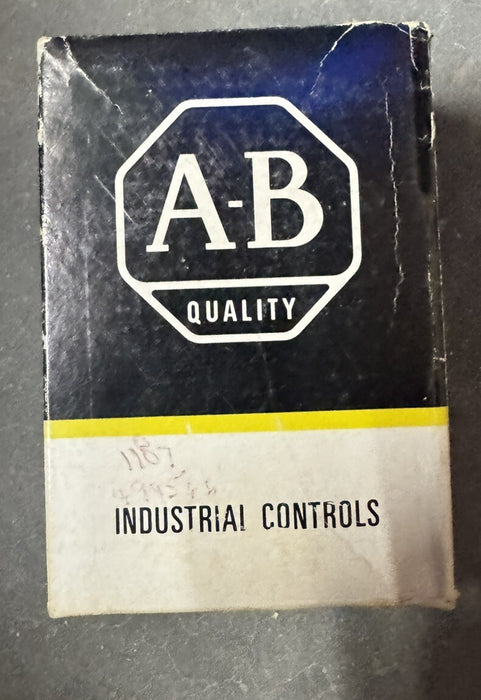 A-B
QUALITY
1187
INDUSTRIAL CONTROLS